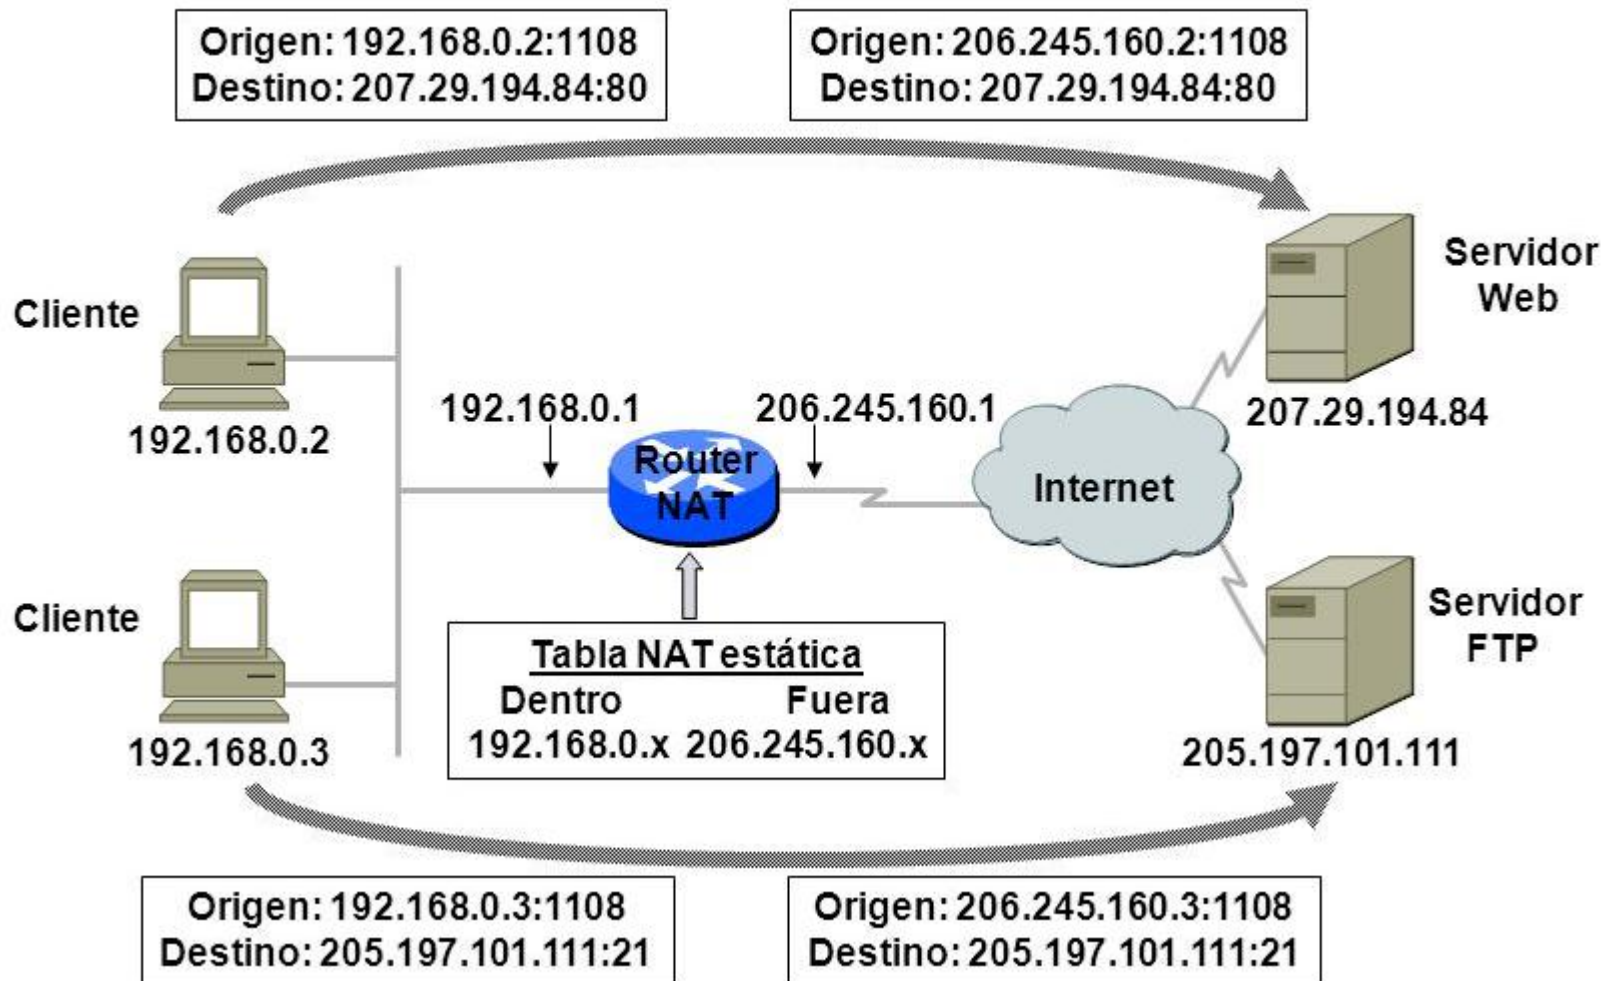 Origen: 192.168.0.2:1108
Destino: 207.29.194.84:80
Origen: 206.245.160.2:1108
Destino: 207.29.194.84:80
Cliente
192.168.0.2
Servidor
Web
207.29.194.84
192.168.0.1
206.245.160.1
Router
NAT
Internet
Cliente
192.168.0.3
Tabla NAT estática
Dentro Fuera
192.168.0.x 206.245.160.x
Servidor
FTP
205.197.101.111
Origen: 192.168.0.3:1108
Destino: 205.197.101.111:21
Origen: 206.245.160.3:1108
Destino: 205.197.101.111:21